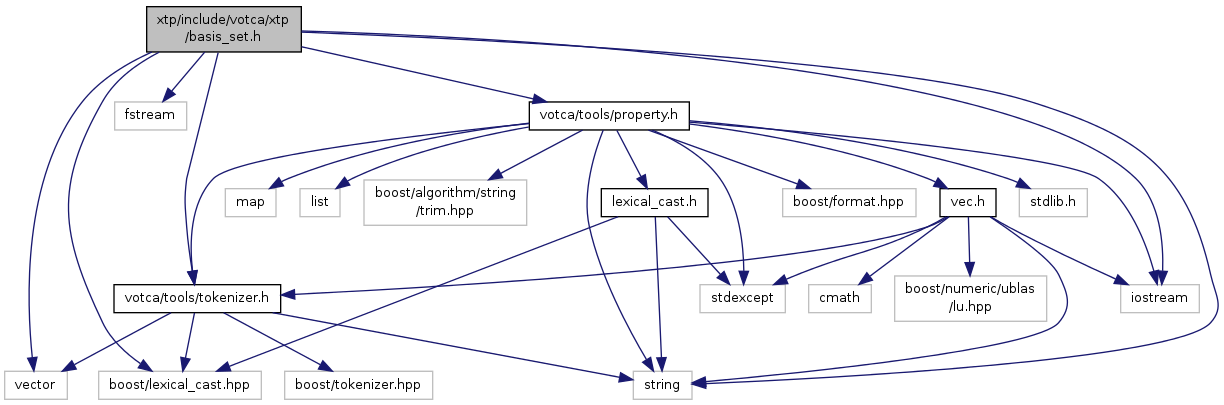 xtp/include/votca/xtp
/basis_set.h
fstream
votca/tools/property.h
map
list
boost/algorithm/string
/trim.hpp
lexical_cast.h
boost/format.hpp
vec.h
stdlib.h
votca/tools/tokenizer.h
stdexcept
cmath
boost/numeric/ublas
/lu.hpp
iostream
vector
boost/lexical_cast.hpp
boost/tokenizer.hpp
string